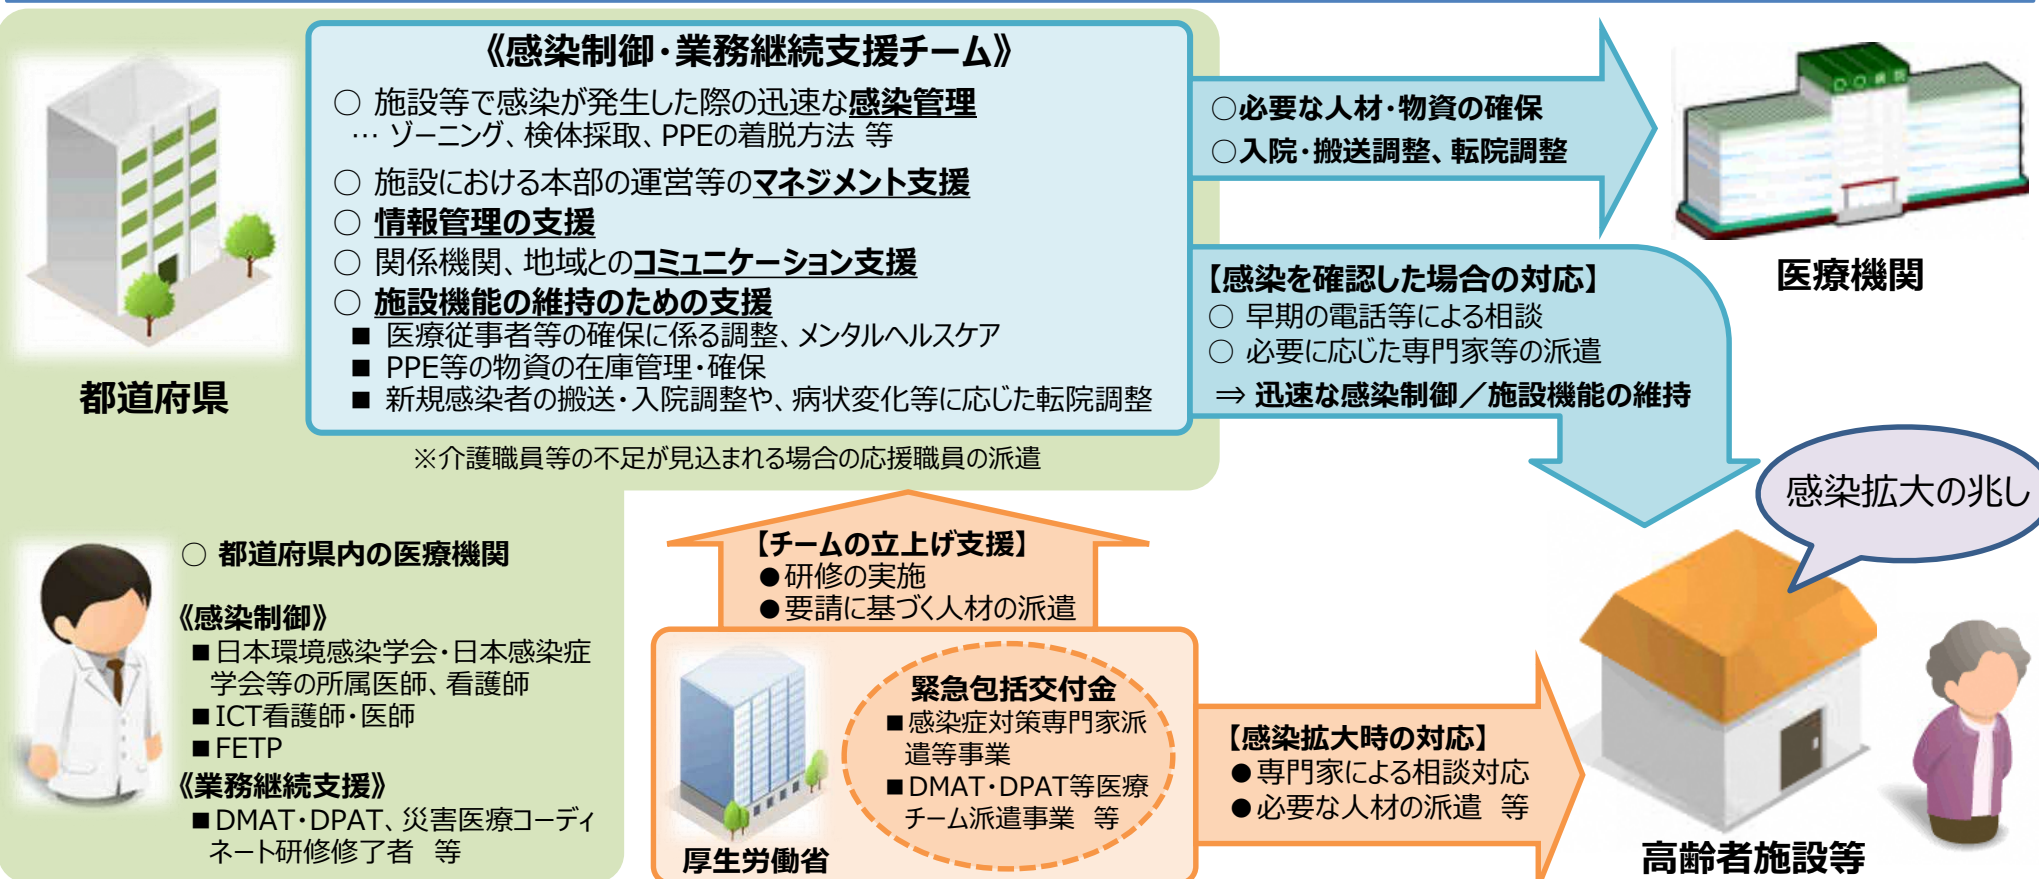 《感染制御・業務継続支援チーム》
○ 施設等で感染が発生した際の迅速な感染管理
… ゾーニング、検体採取、PPEの着脱方法 等
○ 施設における本部の運営等のマネジメント支援
○ 情報管理の支援
○ 関係機関、地域とのコミュニケーション支援
○ 施設機能の維持のための支援
■ 医療従事者等の確保に係る調整、メンタルヘルスケア
■ PPE等の物資の在庫管理・確保
■ 新規感染者の搬送・入院調整や、病状変化等に応じた転院調整
都道府県
※介護職員等の不足が見込まれる場合の応援職員の派遣
○必要な人材・物資の確保
○入院・搬送調整、転院調整
○○病院
医療機関
【感染を確認した場合の対応】
○ 早期の電話等による相談
○ 必要に応じた専門家等の派遣
⇒ 迅速な感染制御／施設機能の維持
感染拡大の兆し
○ 都道府県内の医療機関
《感染制御》
■日本環境感染学会・日本感染症
学会等の所属医師、看護師
■ICT看護師・医師
■FETP
《業務継続支援》
■DMAT・DPAT、災害医療コーディ
ネート研修修了者 等
【チームの立上げ支援】
●研修の実施
●要請に基づく人材の派遣
緊急包括交付金
■感染症対策専門家派
遣等事業
■DMAT・DPAT等医療
チーム派遣事業 等
厚生労働省
【感染拡大時の対応】
●専門家による相談対応
●必要な人材の派遣 等
高齢者施設等